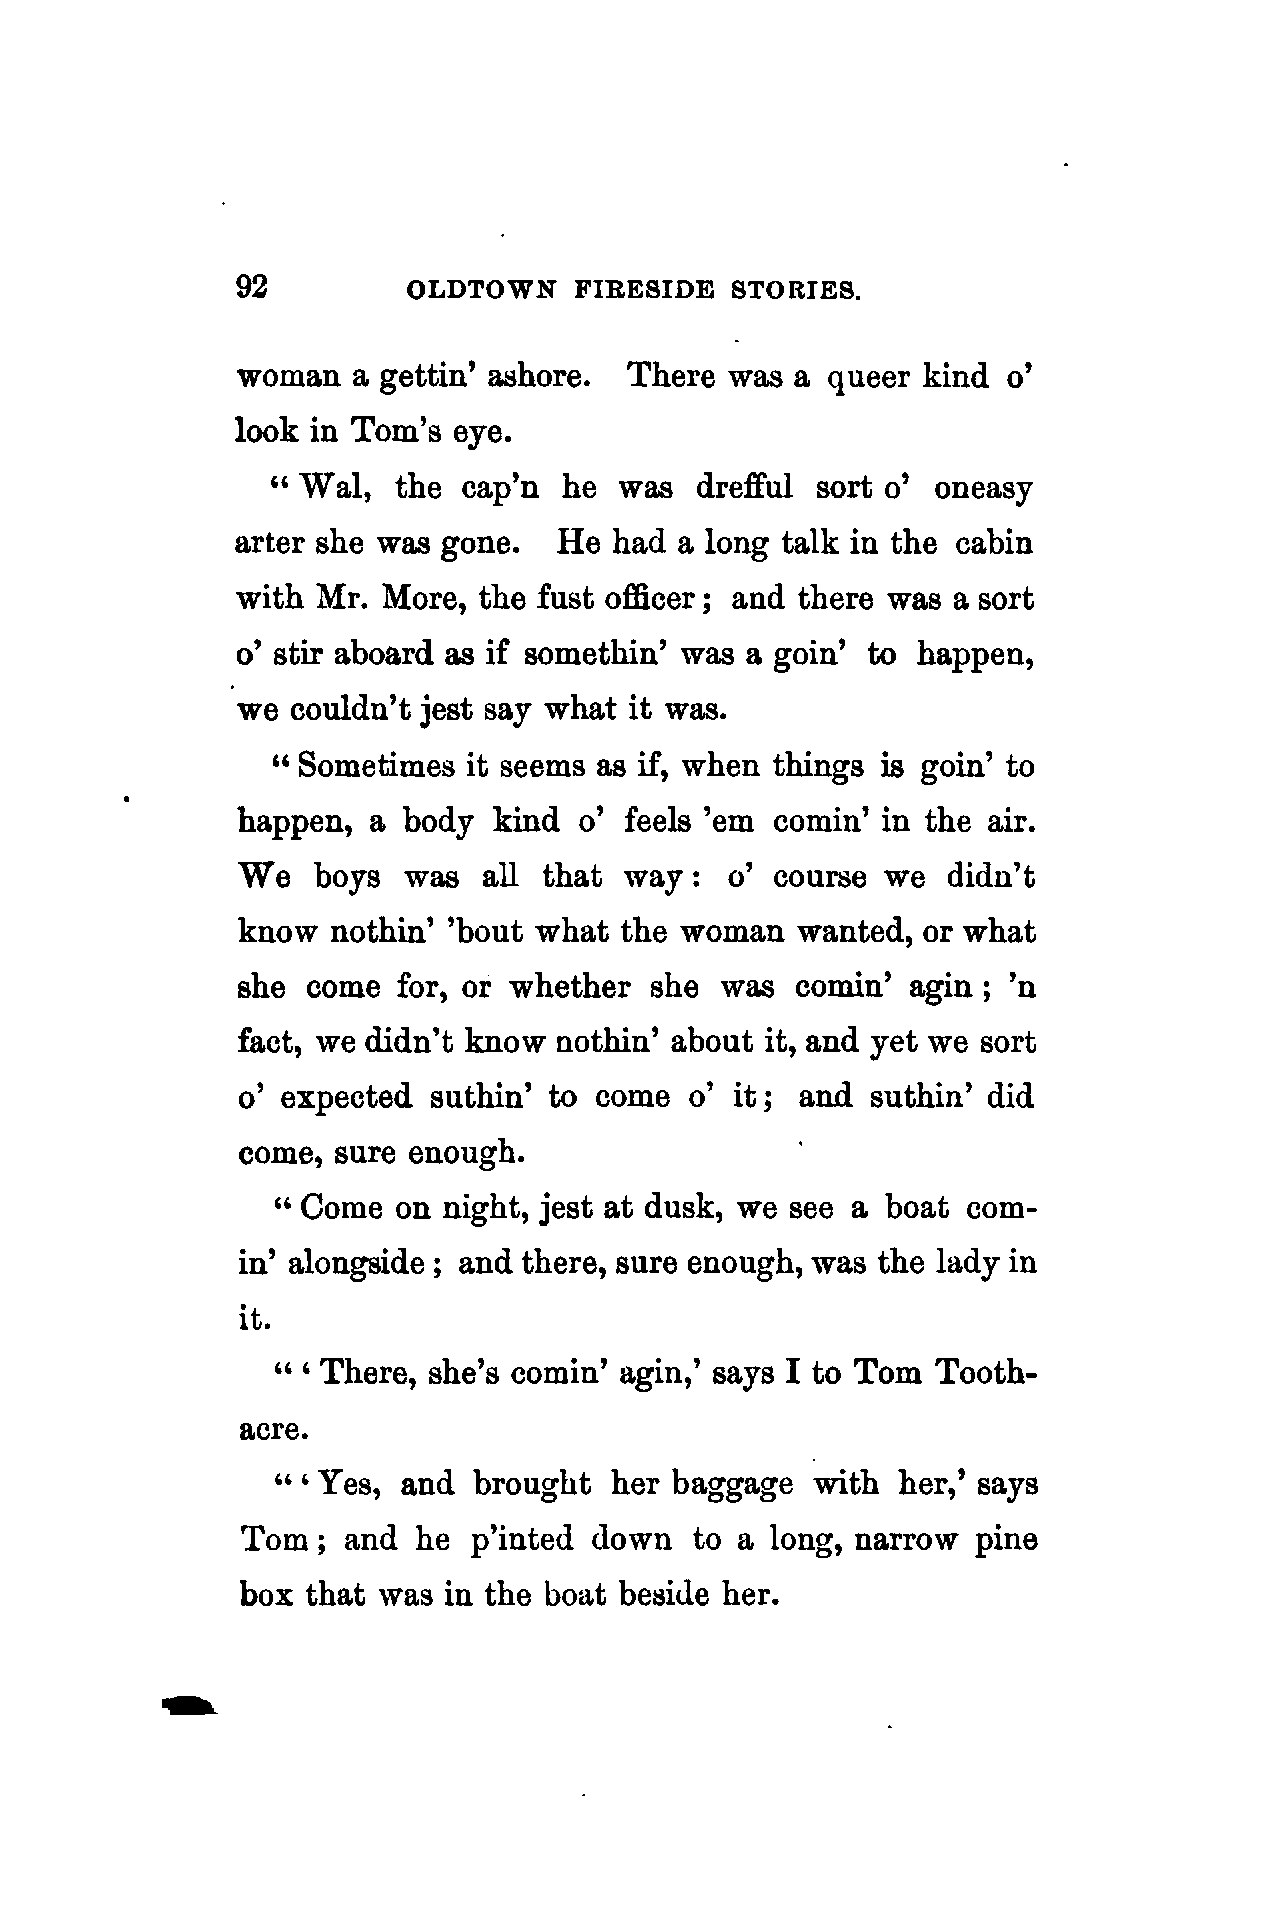 92 OLDTOWN FIRESIDE STORIES.
woman a gettin' ashore. There was a queer kind o'
look in Tom's eye.
“ Wal, the cap'n he was drefful sort o' oneasy
arter she was gone. He had a long talk in the cabin
with Mr. More, the fust officer; and there was a sort
o' stir aboard as if somethin' was a goin' to happen,
we couldn't jest say what it was.
“ Sometimes it seems as if, when things is goin' to
happen, a body kind o' feels 'em comin' in the air.
We boys was all that way: o' course we didn't
know nothin' 'bout what the woman wanted, or what
she come for, or whether she was comin' agin; 'n
fact, we didn't know nothin' about it, and yet we sort
o' expected suthin' to come o' it; and suthin' did
come, sure enough.
“ Come on night, jest at dusk, we see a boat com-
in' alongside; and there, sure enough, was the lady in
it.
“ ‘ There, she's comin' agin,’ says I to Tom Tooth-
acre.
“ ‘ Yes, and brought her baggage with her,’ says
Tom; and he p'inted down to a long, narrow pine
box that was in the boat beside her.